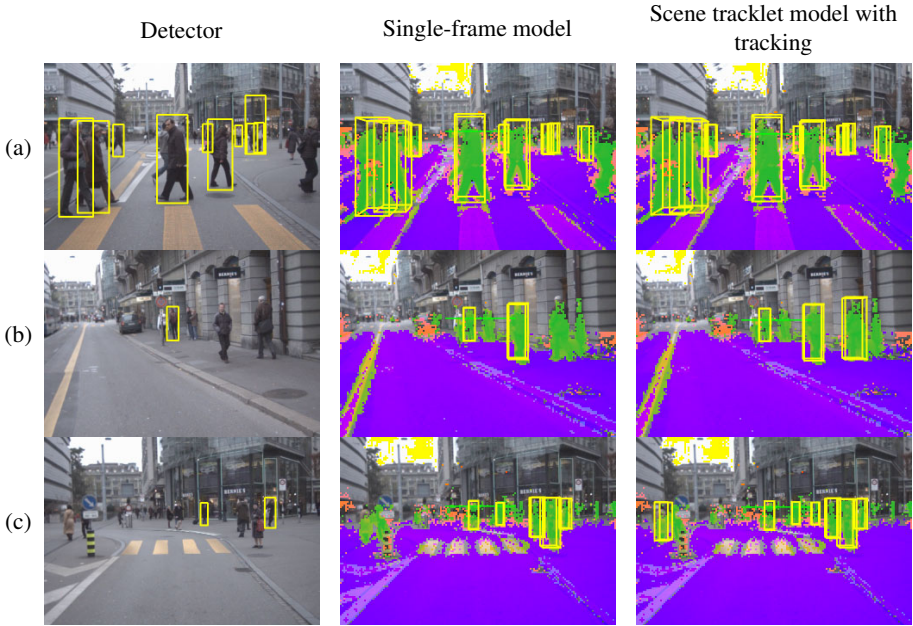 Detector
Single-frame model
Scene tracklet model with
tracking
(a)
(b)
(c)